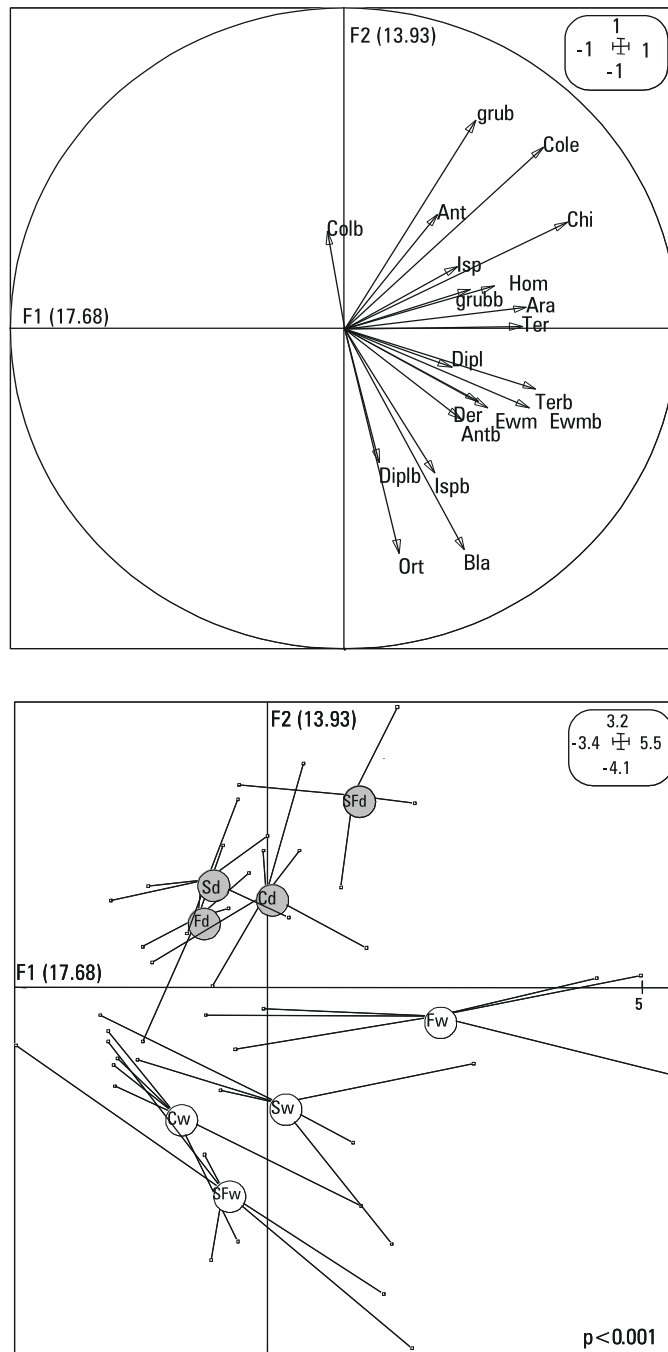 F2 (13.93)
1
-1 1
-1
grub
Cole
Ant
Chi
Colb
Isp
Hom
grubb
Ara
F1 (17.68)
Ter
Dipl
Terb
Der
Ewm Ewmb
Antb
Diplb
Ispb
Ort
Bla
F2 (13.93)
3.2
-3.4 5.5
-4.1
SFd
Sd
Cd
Fd
F1 (17.68)
5
Fw
Sw
Cw
SFw
p<0.001